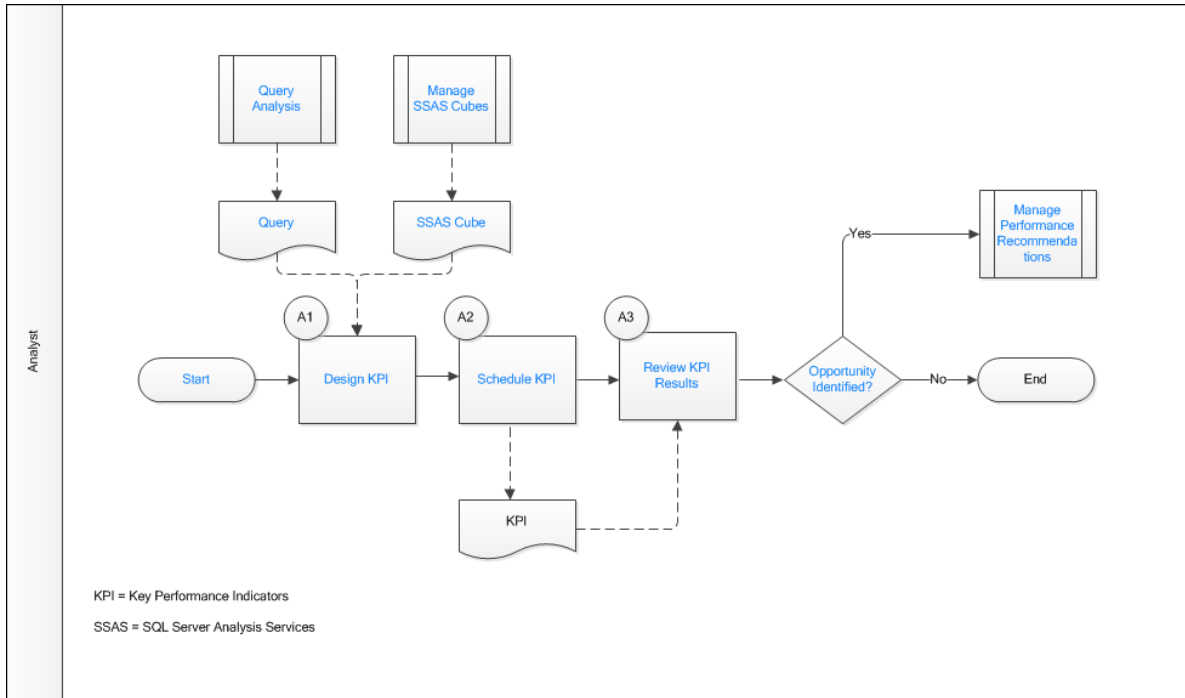 Analyst
Query
Analysis
Manage
SSAS Cubes
Query
SSAS Cube
Manage
Performance
Recommenda
tions
Yes
A1
A2
A3
Start
Design KPI
Schedule KPI
Review KPI
Results
Opportunity
Identified?
No
End
KPI
KPI = Key Performance Indicators
SSAS = SQL Server Analysis Services